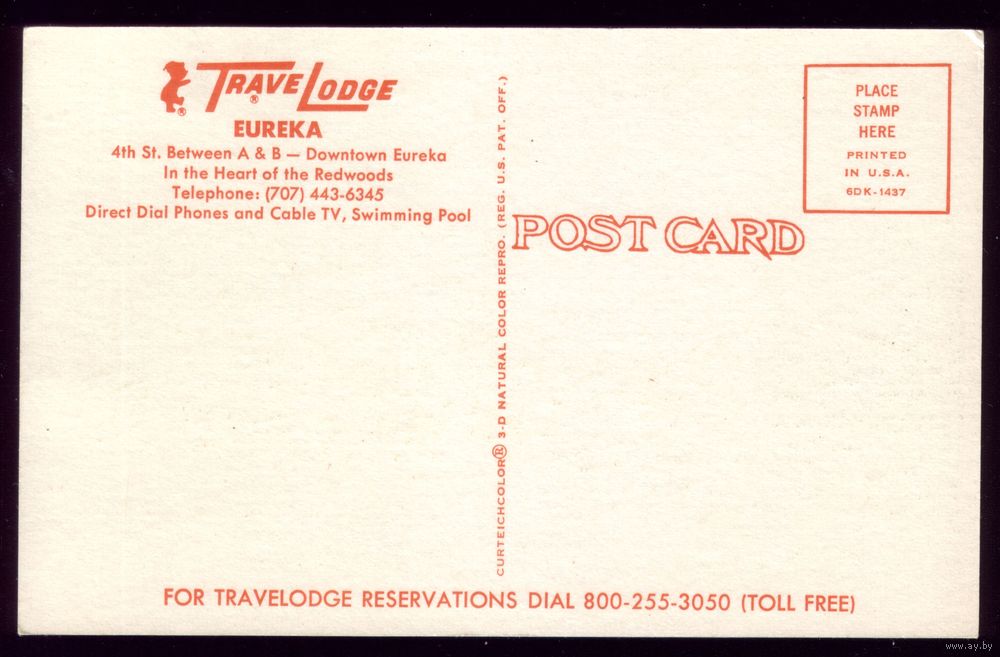 TRAVELODGE
®
®
EUREKA
4th St. Between A & B — Downtown Eureka
In the Heart of the Redwoods
Telephone: (707) 443-6345
Direct Dial Phones and Cable TV, Swimming Pool
CURTEICHCOLOR® 3-D NATURAL COLOR REPRO. (REG. U.S. PAT. OFF.)
POST CARD
PLACE
STAMP
HERE
PRINTED
IN U.S.A.
6DK-1437
FOR TRAVELODGE RESERVATIONS DIAL 800-255-3050 (TOLL FREE)
www.ay.by